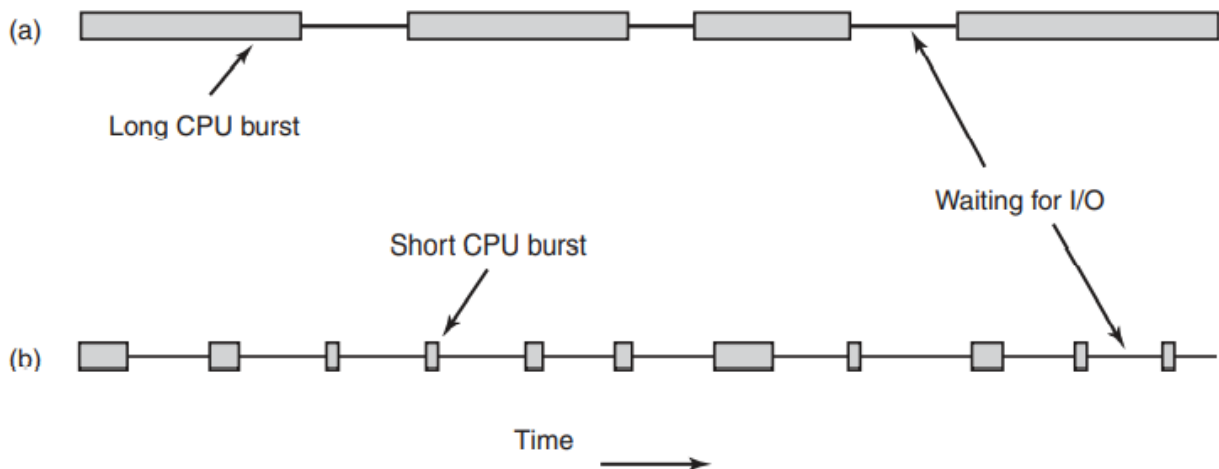 (a)
Long CPU burst
Waiting for I/O
Short CPU burst
(b)
Time